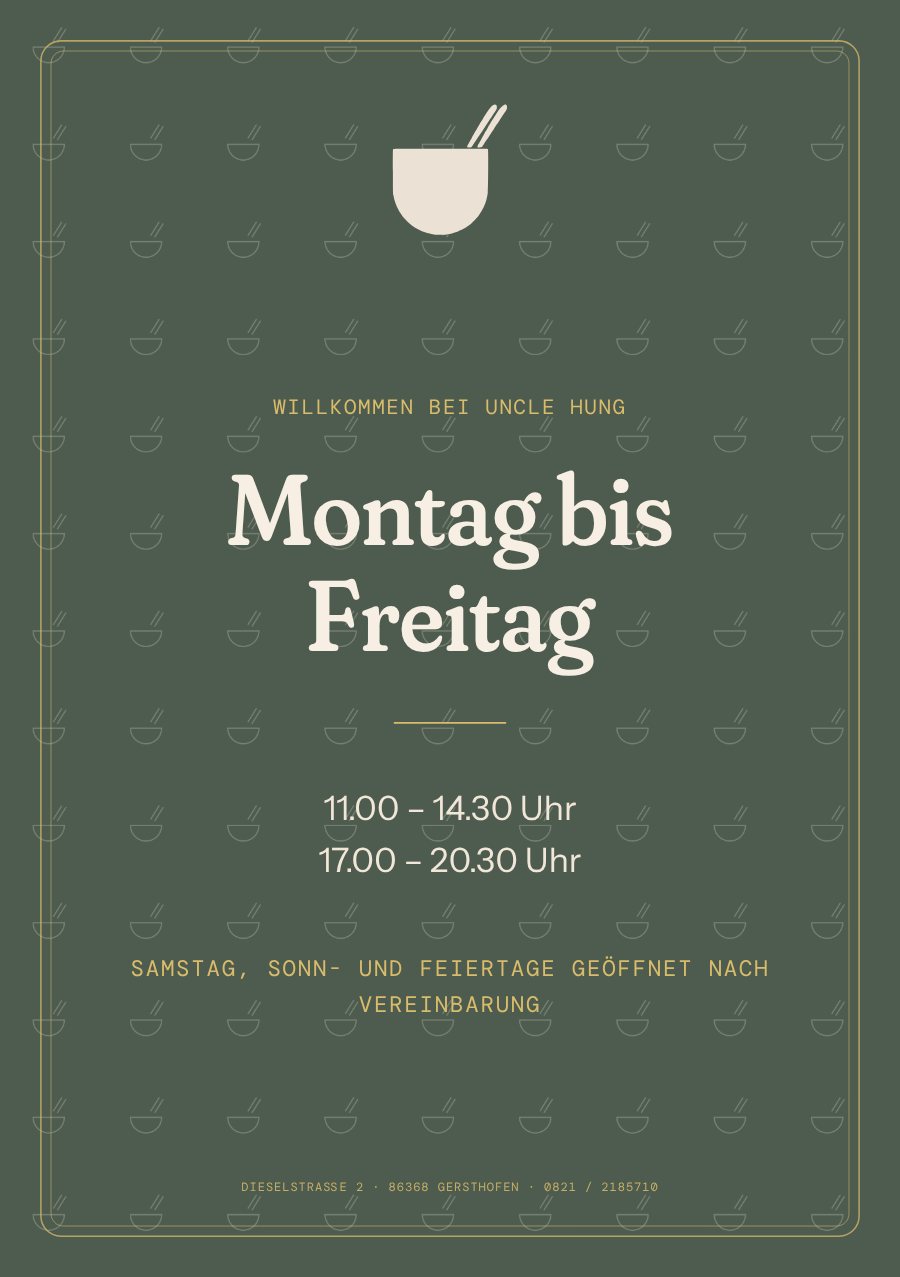 WILLKOMMEN BEI UNCLE HUNG
Montag bis
Freitag
11.00 – 14.30 Uhr
17.00 – 20.30 Uhr
SAMSTAG, SONN- UND FEIERTAGE GEÖFFNET NACH
VEREINBARUNG
DIESELSTRASSE 2 · 86368 GERSTHOFEN · 0821 / 2185710